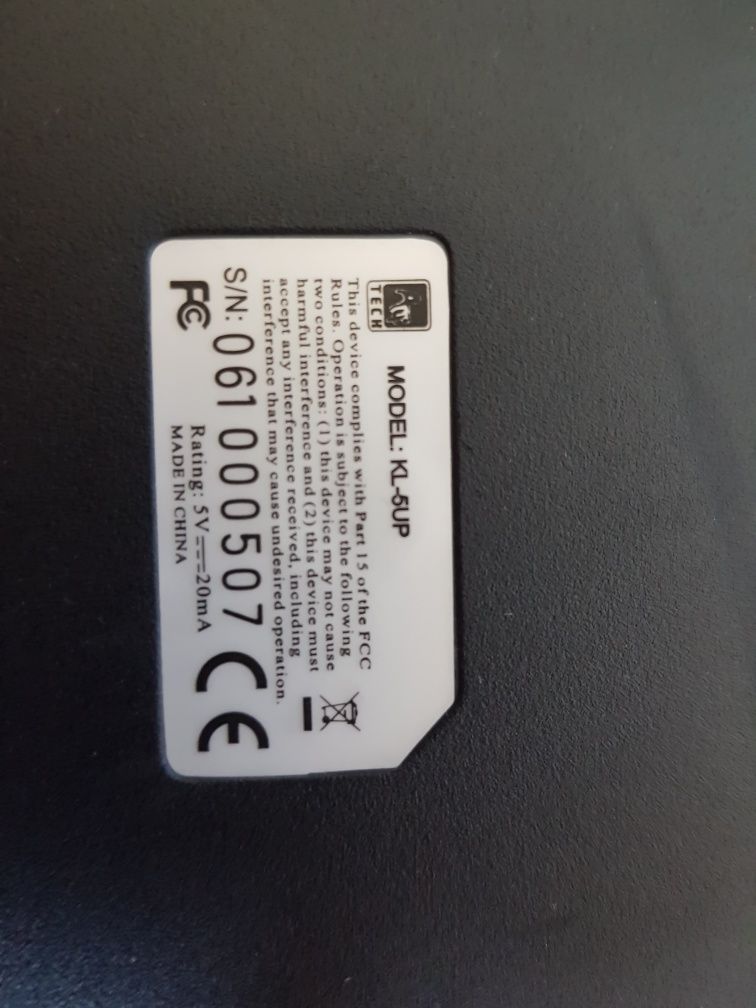 TECH
MODEL: KL-5UP
This device complies with Part 15 of the FCC
Rules. Operation is subject to the following
two conditions: (1) this device may not cause
harmful interference and (2) this device must
accept any interference received, including
interference that may cause undesired operation.
S/N: 061000507
FC CE
Rating: 5V⎓20mA
MADE IN CHINA